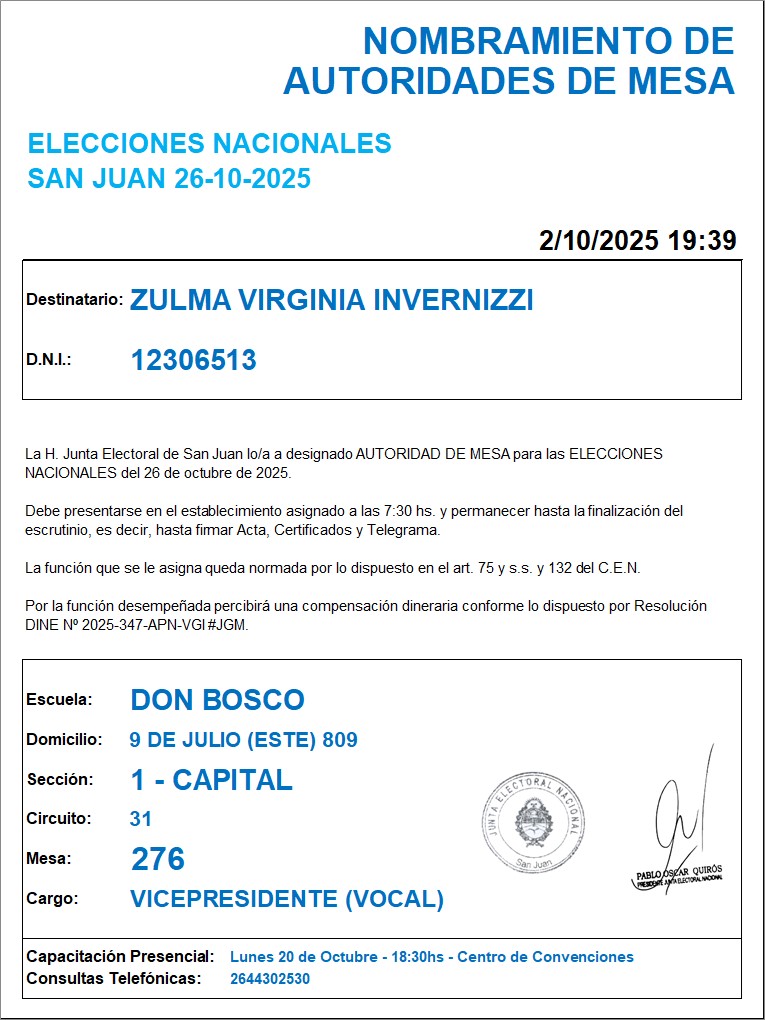 NOMBRAMIENTO DE
AUTORIDADES DE MESA
ELECCIONES NACIONALES
SAN JUAN 26-10-2025
2/10/2025 19:39
Destinatario: ZULMA VIRGINIA INVERNIZZI
D.N.I.: 12306513
La H. Junta Electoral de San Juan lo/a a designado AUTORIDAD DE MESA para las ELECCIONES
NACIONALES del 26 de octubre de 2025.
Debe presentarse en el establecimiento asignado a las 7:30 hs. y permanecer hasta la finalización del
escrutinio, es decir, hasta firmar Acta, Certificados y Telegrama.
La función que se le asigna queda normada por lo dispuesto en el art. 75 y s.s. y 132 del C.E.N.
Por la función desempeñada percibirá una compensación dineraria conforme lo dispuesto por Resolución
DINE Nº 2025-347-APN-VGI#JGM.
Escuela: DON BOSCO
Domicilio: 9 DE JULIO (ESTE) 809
Sección: 1 - CAPITAL
Circuito: 31
Mesa: 276
Cargo: VICEPRESIDENTE (VOCAL)
JUNTA ELECTORAL NACIONAL
San Juan
PABLO OSCAR QUIRÓS
PRESIDENTE JUNTA ELECTORAL NACIONAL
Capacitación Presencial: Lunes 20 de Octubre - 18:30hs - Centro de Convenciones
Consultas Telefónicas: 2644302530